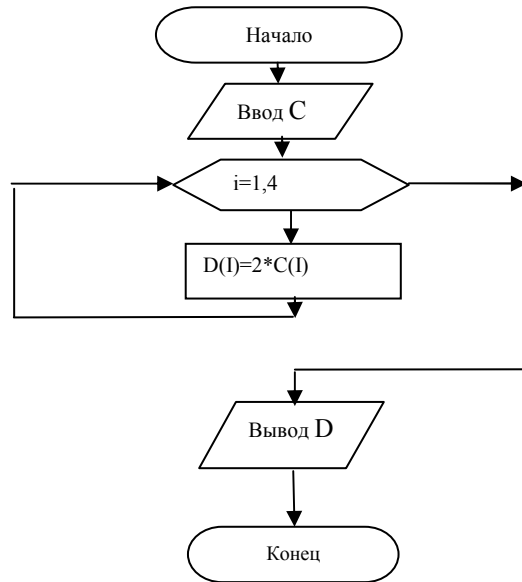 Начало
Ввод С
i=1,4
D(I)=2*C(I)
Вывод D
Конец